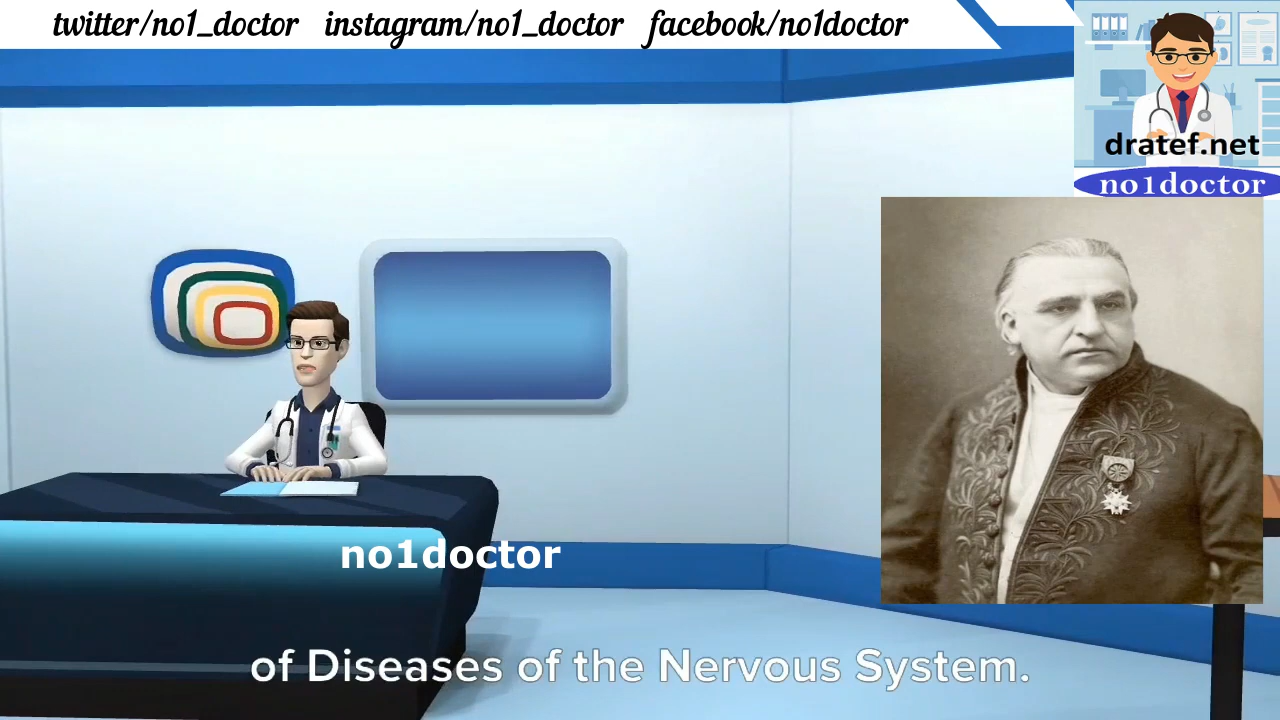 twitter/no1_doctor instagram/no1_doctor facebook/no1doctor
dratef.net
no1doctor
no1doctor
of Diseases of the Nervous System.